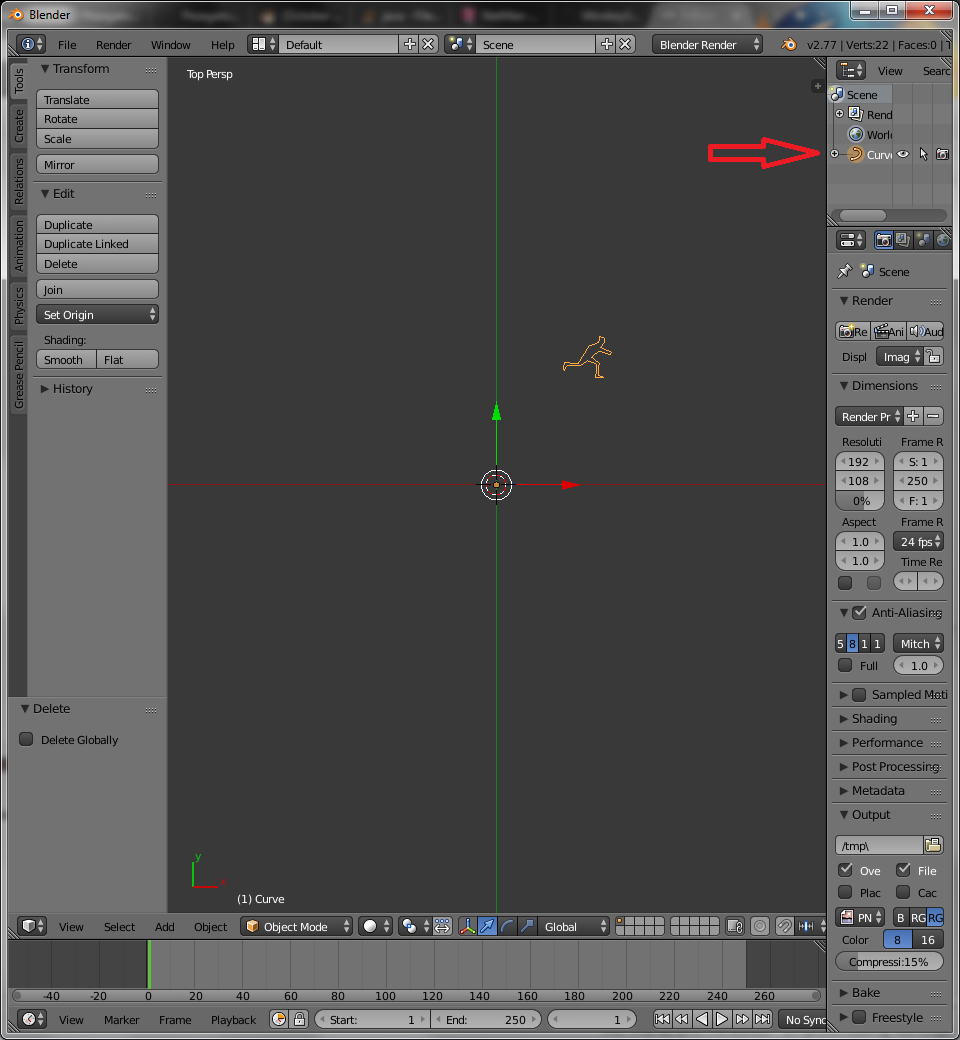 Blender
File Render Window Help Default Scene Blender Render v2.77 | Verts:22 | Faces:0 | T
Tools
Create
Relations
Animation
Physics
Grease Pencil
Transform
Translate
Rotate
Scale
Mirror
Edit
Duplicate
Duplicate Linked
Delete
Join
Set Origin
Shading:
Smooth Flat
History
Delete
Delete Globally
Top Persp
y
x
(1) Curve
View Select Add Object Object Mode Global
-40 -20 0 20 40 60 80 100 120 140 160 180 200 220 240 260
View Marker Frame Playback Start: 1 End: 250 1 No Sync
View Searc
Scene
Rend
Worl
Curv
Scene
Render
Re Ani Aud
Displ Imag
Dimensions
Render Pr
Resoluti Frame R
192 S: 1
108 250
0% F: 1
Aspect Frame R
1.0 24 fps
1.0 Time Re
Anti-Aliasing
5 8 1 1 Mitch
Full 1.0
Sampled Moti
Shading
Performance
Post Processing
Metadata
Output
/tmp\
Ove File
Plac Cac
PN B RG RG
Color 8 16
Compressi:15%
Bake
Freestyle